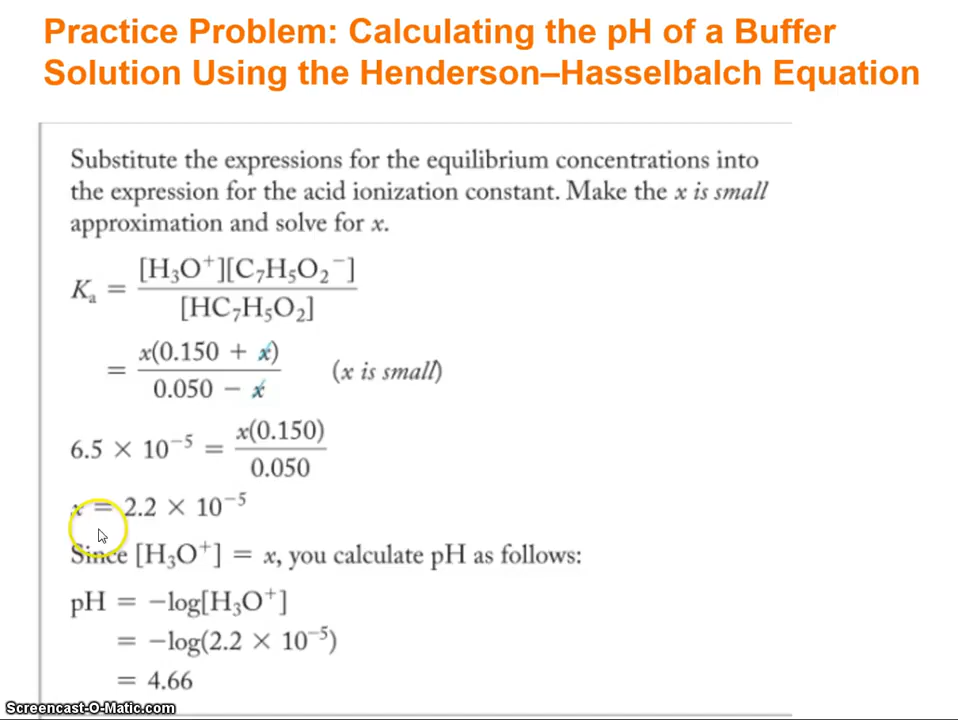 Practice Problem: Calculating the pH of a Buffer
Solution Using the Henderson–Hasselbalch Equation
Substitute the expressions for the equilibrium concentrations into
the expression for the acid ionization constant. Make the x is small
approximation and solve for x.
Kₐ = [H₃O⁺][C₇H₅O₂⁻] / [HC₇H₅O₂]
= x(0.150 + x) / 0.050 − x (x is small)
6.5 × 10⁻⁵ = x(0.150) / 0.050
x = 2.2 × 10⁻⁵
Since [H₃O⁺] = x, you calculate pH as follows:
pH = −log[H₃O⁺]
= −log(2.2 × 10⁻⁵)
= 4.66
Screencast-O-Matic.com